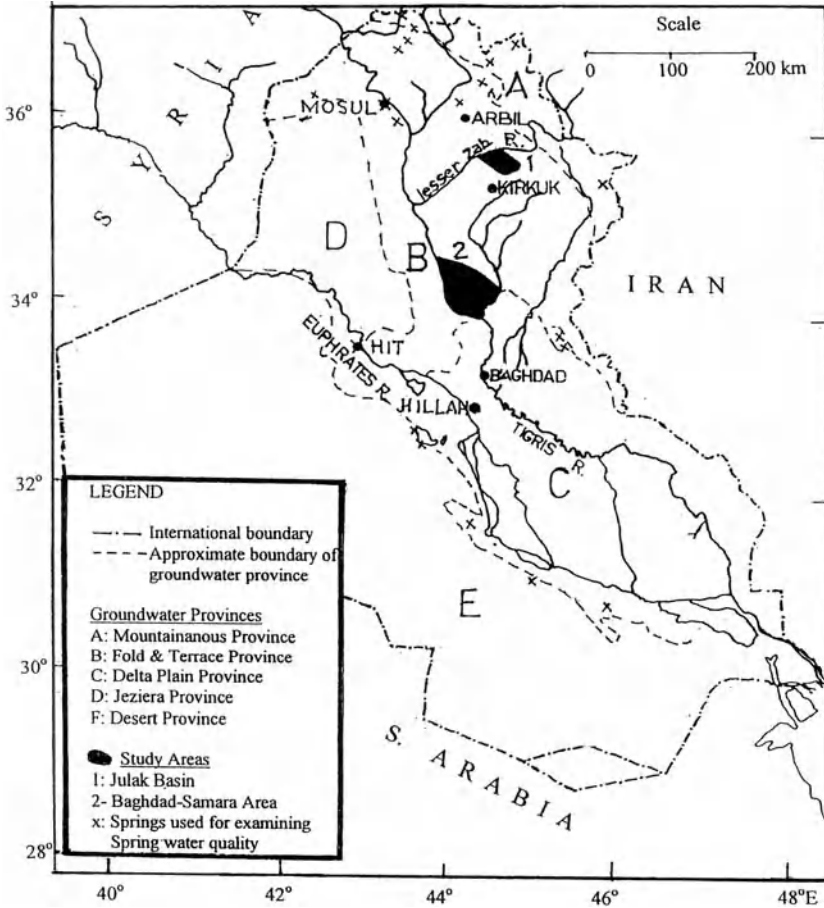 Scale
0 100 200 km
SYRIA
A
MOSUL
ARBIL
lesser Zab R.
1
KIRKUK
D
B
2
IRAN
HIT
EUPHRATES R.
BAGHDAD
HILLAH
TIGRIS R.
C
E
S. ARABIA
36°
34°
32°
30°
28°
40°
42°
44°
46°
48°E
LEGEND
International boundary
Approximate boundary of
groundwater province
Groundwater Provinces
A: Mountainanous Province
B: Fold & Terrace Province
C: Delta Plain Province
D: Jeziera Province
F: Desert Province
Study Areas
1: Julak Basin
2- Baghdad-Samara Area
x: Springs used for examining
Spring water quality